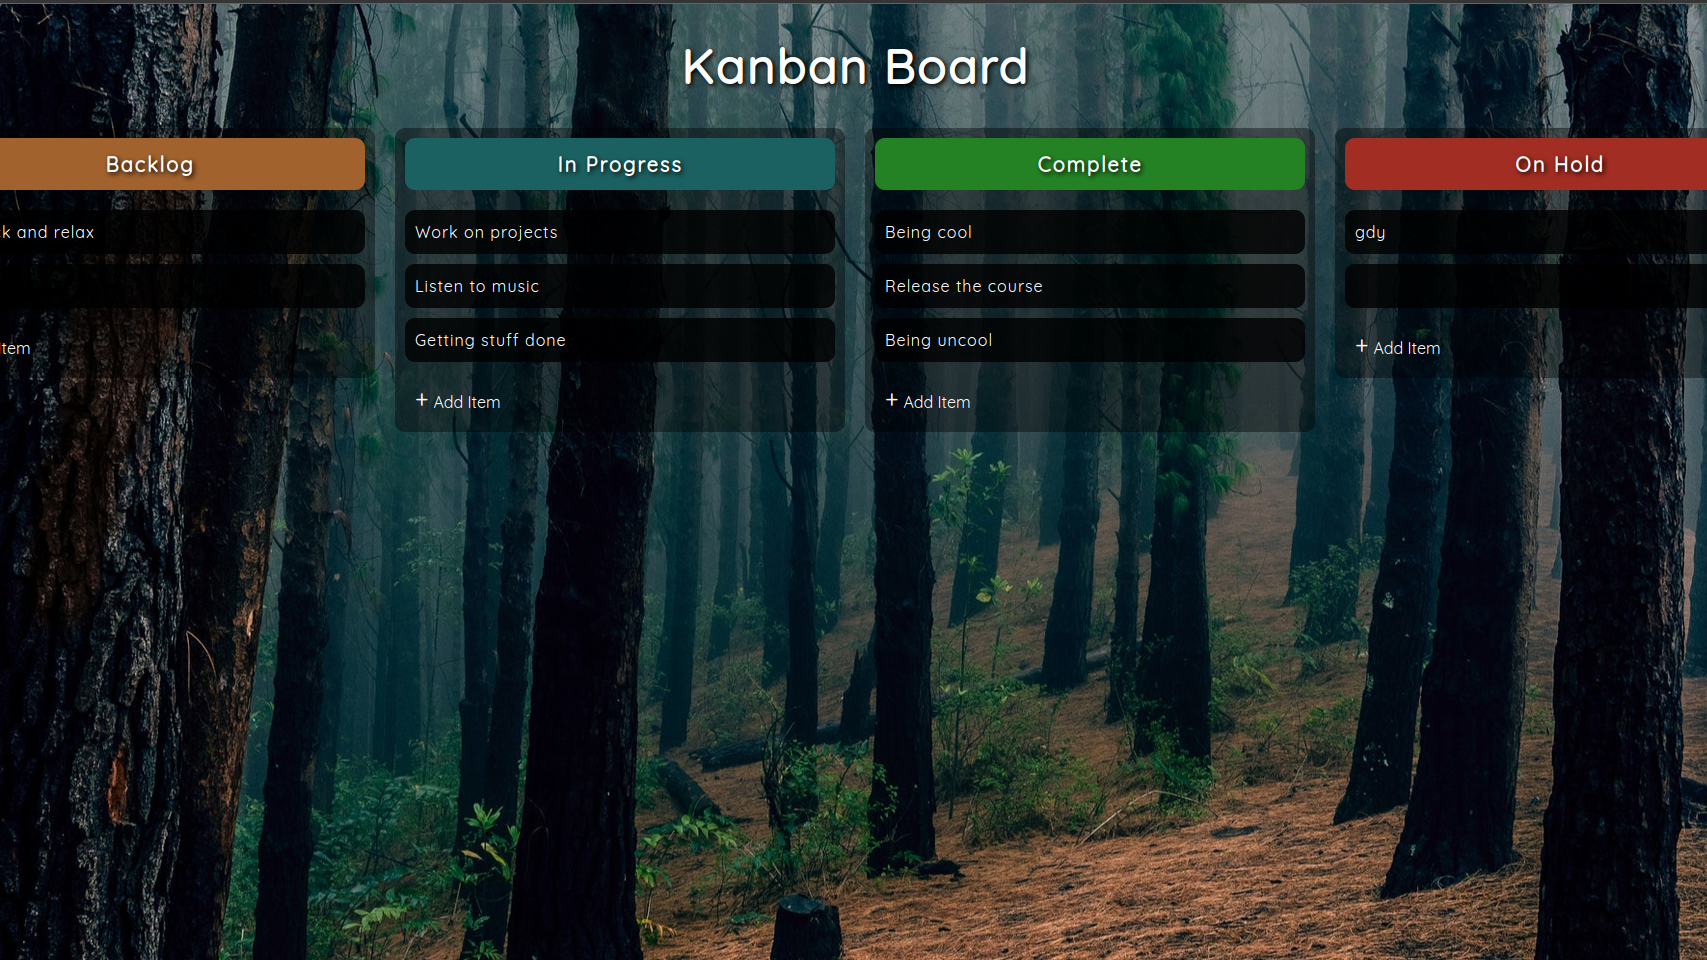 Kanban Board
Backlog
k and relax
tem
In Progress
Work on projects
Listen to music
Getting stuff done
+ Add Item
Complete
Being cool
Release the course
Being uncool
+ Add Item
On Hold
gdy
+ Add Item